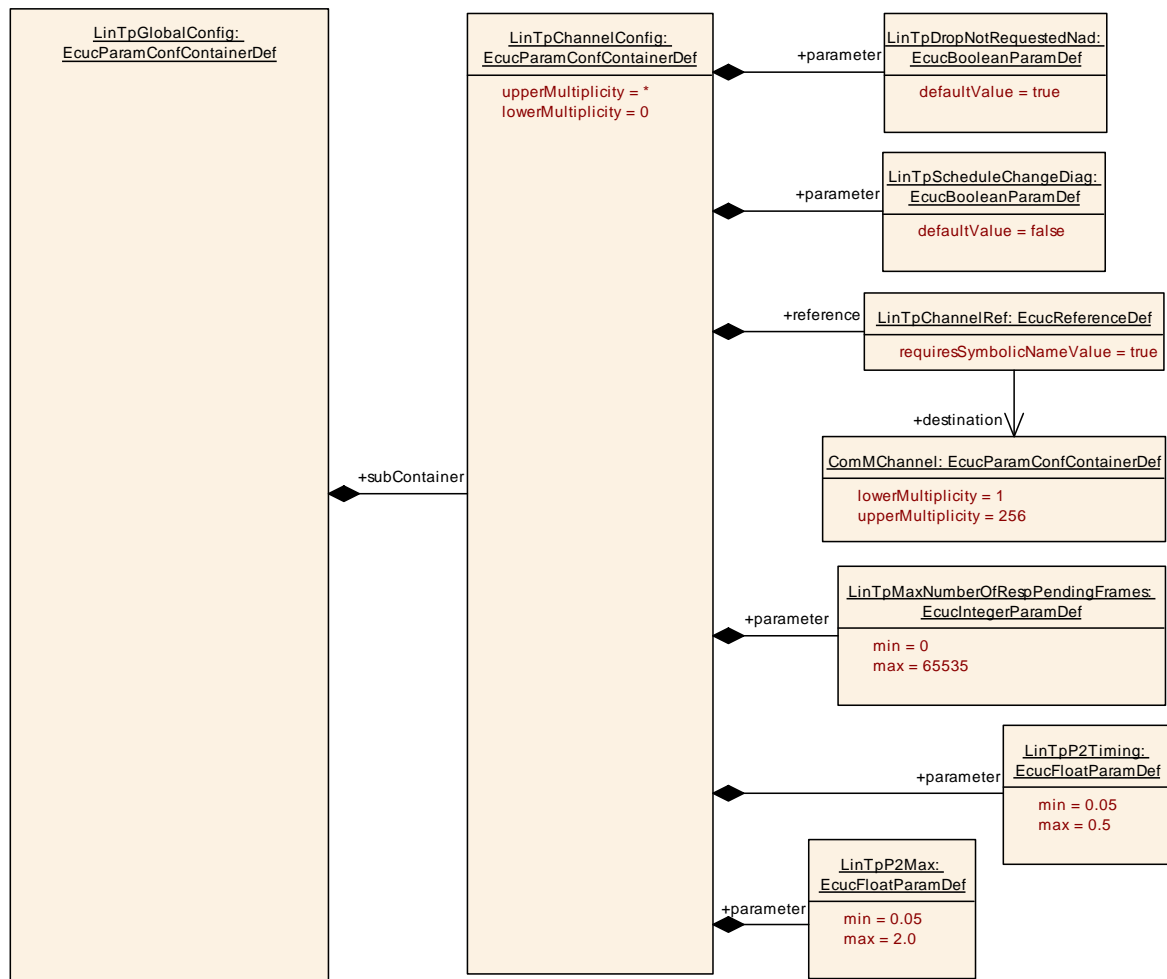 LinTpGlobalConfig:
EcucParamConfContainerDef
LinTpChannelConfig:
EcucParamConfContainerDef
upperMultiplicity = *
lowerMultiplicity = 0
+parameter
LinTpDropNotRequestedNad:
EcucBooleanParamDef
defaultValue = true
+parameter
LinTpScheduleChangeDiag:
EcucBooleanParamDef
defaultValue = false
+reference
LinTpChannelRef: EcucReferenceDef
requiresSymbolicNameValue = true
+destination
ComMChannel: EcucParamConfContainerDef
lowerMultiplicity = 1
upperMultiplicity = 256
+subContainer
+parameter
LinTpMaxNumberOfRespPendingFrames:
EcucIntegerParamDef
min = 0
max = 65535
+parameter
LinTpP2Timing:
EcucFloatParamDef
min = 0.05
max = 0.5
+parameter
LinTpP2Max:
EcucFloatParamDef
min = 0.05
max = 2.0